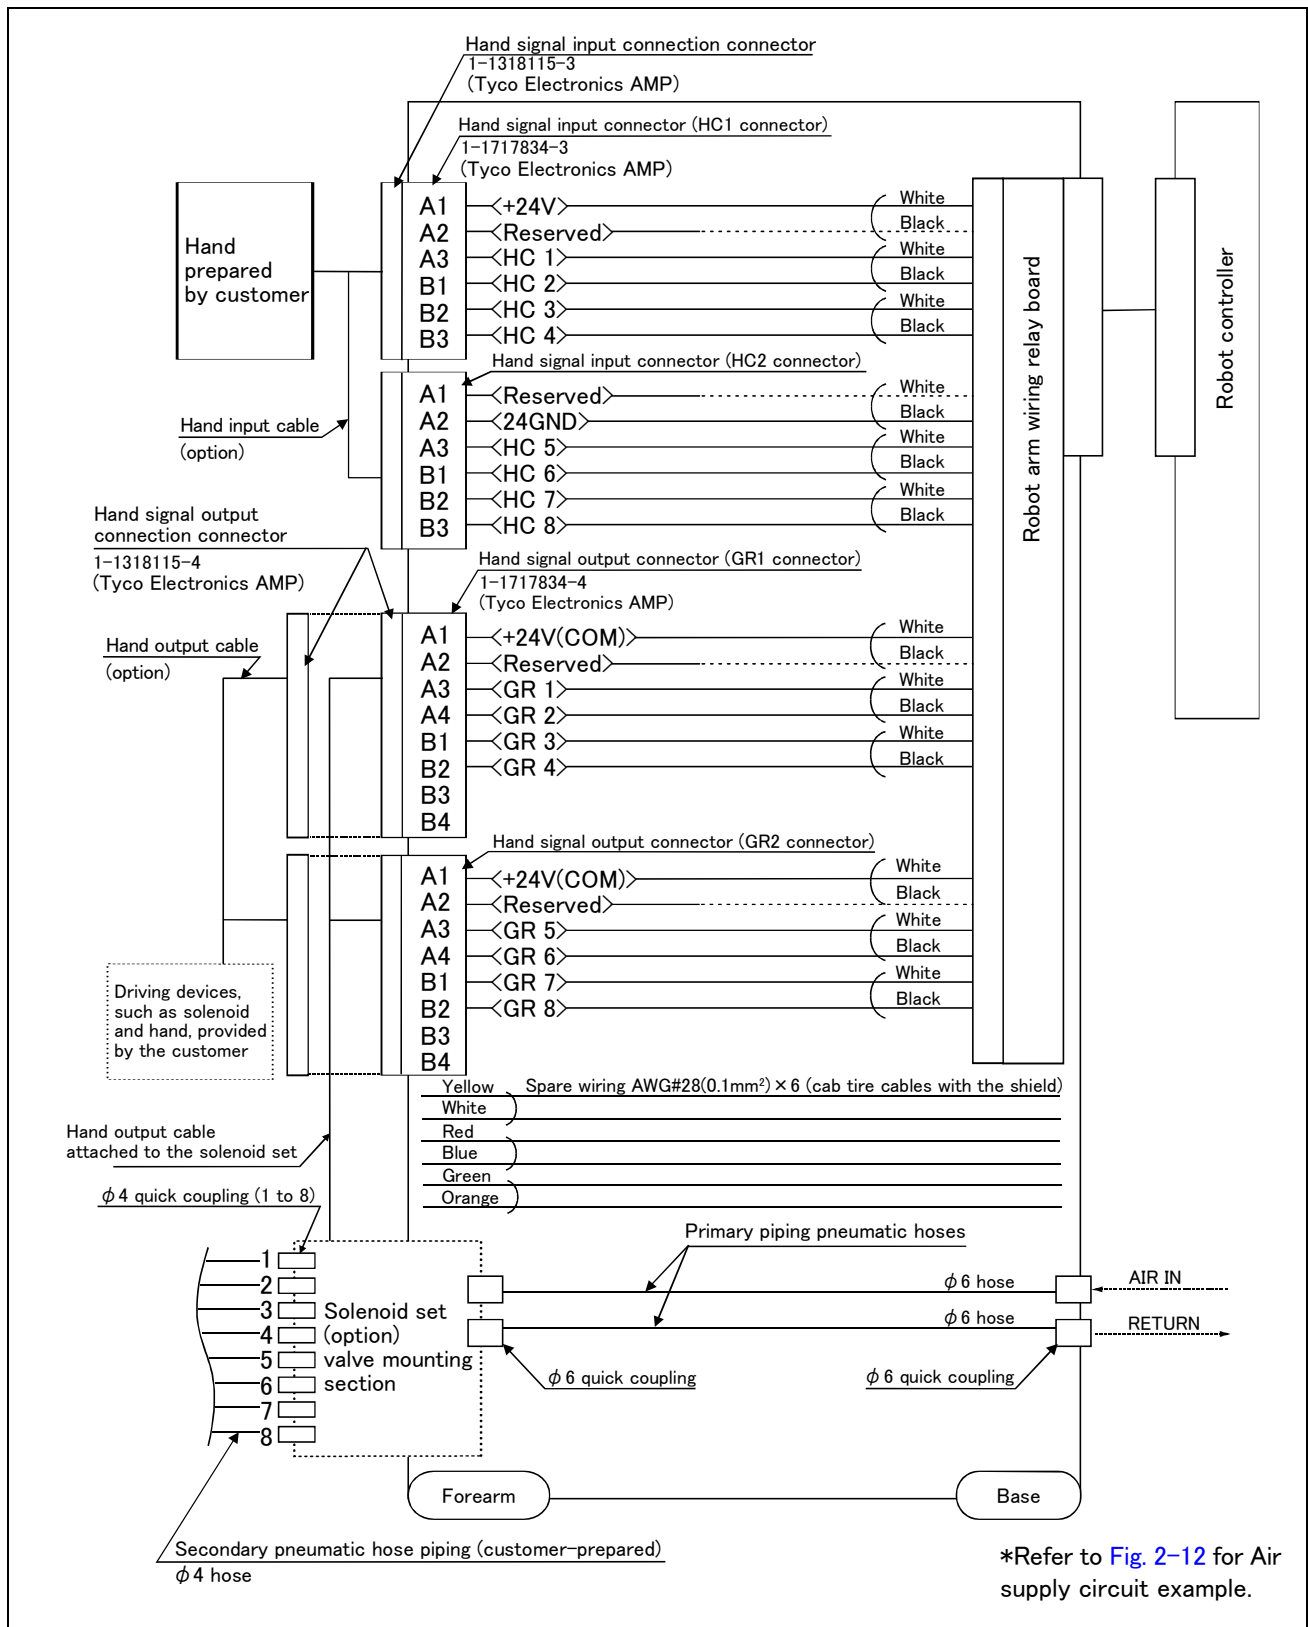 Hand signal input connection connector
1-1318115-3
(Tyco Electronics AMP)
Hand signal input connector (HC1 connector)
1-1717834-3
(Tyco Electronics AMP)
Hand
prepared
by customer
A1 <+24V> White
A2 <Reserved> Black
A3 <HC 1> White
B1 <HC 2> Black
B2 <HC 3> White
B3 <HC 4> Black
Robot arm wiring relay board
Robot controller
Hand signal input connector (HC2 connector)
A1 <Reserved> White
A2 <24GND> Black
A3 <HC 5> White
B1 <HC 6> Black
B2 <HC 7> White
B3 <HC 8> Black
Hand input cable
(option)
Hand signal output
connection connector
1-1318115-4
(Tyco Electronics AMP)
Hand signal output connector (GR1 connector)
1-1717834-4
(Tyco Electronics AMP)
Hand output cable
(option)
A1 <+24V(COM)> White
A2 <Reserved> Black
A3 <GR 1> White
A4 <GR 2> Black
B1 <GR 3> White
B2 <GR 4> Black
B3
B4
Hand signal output connector (GR2 connector)
A1 <+24V(COM)> White
A2 <Reserved> Black
A3 <GR 5> White
A4 <GR 6> Black
B1 <GR 7> White
B2 <GR 8> Black
B3
B4
Driving devices,
such as solenoid
and hand, provided
by the customer
Yellow Spare wiring AWG#28(0.1mm²)×6 (cab tire cables with the shield)
White
Red
Blue
Green
Orange
Hand output cable
attached to the solenoid set
φ4 quick coupling (1 to 8)
Primary piping pneumatic hoses
1
2
3
4
5
6
7
8
Solenoid set
(option)
valve mounting
section
φ6 hose AIR IN
φ6 hose RETURN
φ6 quick coupling φ6 quick coupling
Forearm Base
Secondary pneumatic hose piping (customer-prepared)
φ4 hose
*Refer to Fig. 2-12 for Air
supply circuit example.